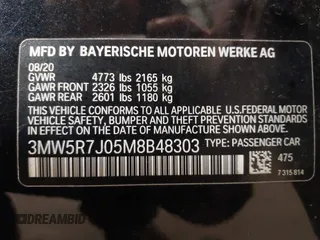 MFD BY BAYERISCHE MOTOREN WERKE AG
08/20
GVWR 4773 lbs 2165 kg
GAWR FRONT 2326 lbs 1055 kg
GAWR REAR 2601 lbs 1180 kg
THIS VEHICLE CONFORMS TO ALL APPLICABLE
U.S.FEDERAL MOTOR
VEHICLE SAFETY, BUMPER, AND THEFT PREVENTION
STANDARDS IN EFFECT ON THE DATE OF
MANUFACTURE SHOWN ABOVE.
3MW5R7J05M8B48303 TYPE: PASSENGER CAR
475
7 315 614
DREAMBID